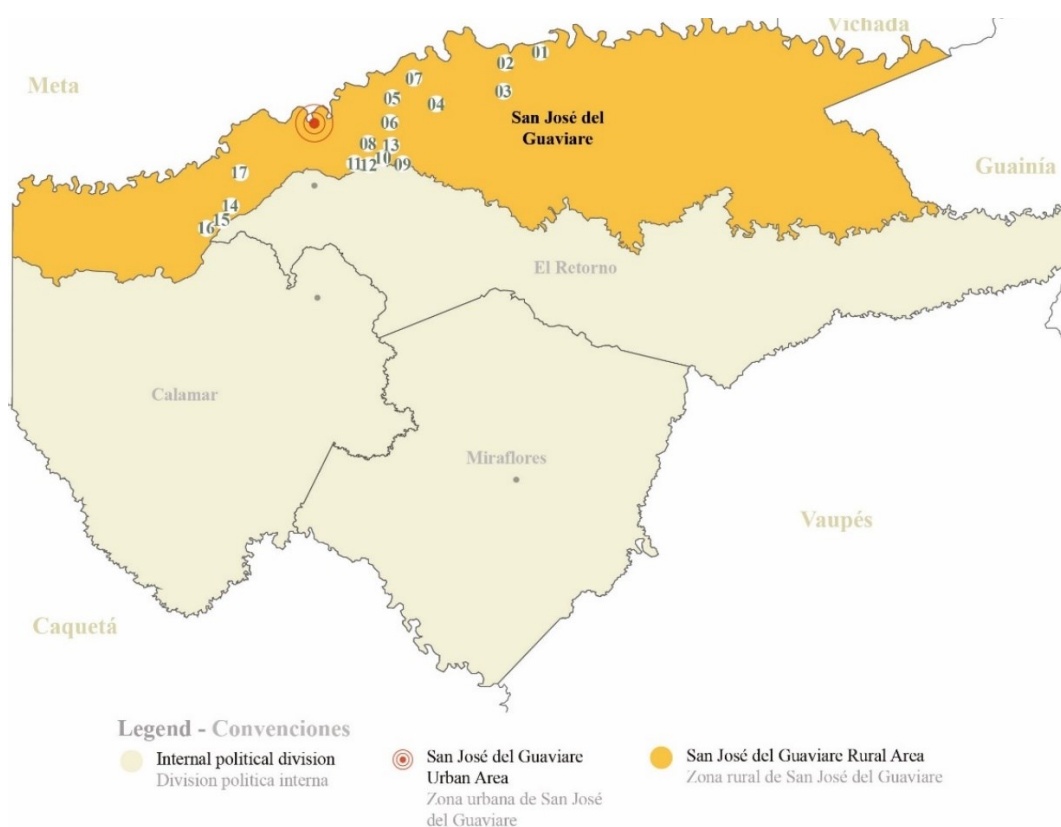 Vichada
01
02
07
Meta
03
05
04
06
San José del
Guaviare
08
13
10
11
12
09
Guainía
17
14
15
16
El Retorno
Calamar
Miraflores
Vaupés
Caquetá
Legend - Convenciones
Internal political division
Division politica interna
San José del Guaviare
Urban Area
Zona urbana de San José
del Guaviare
San José del Guaviare Rural Area
Zona rural de San José del Guaviare